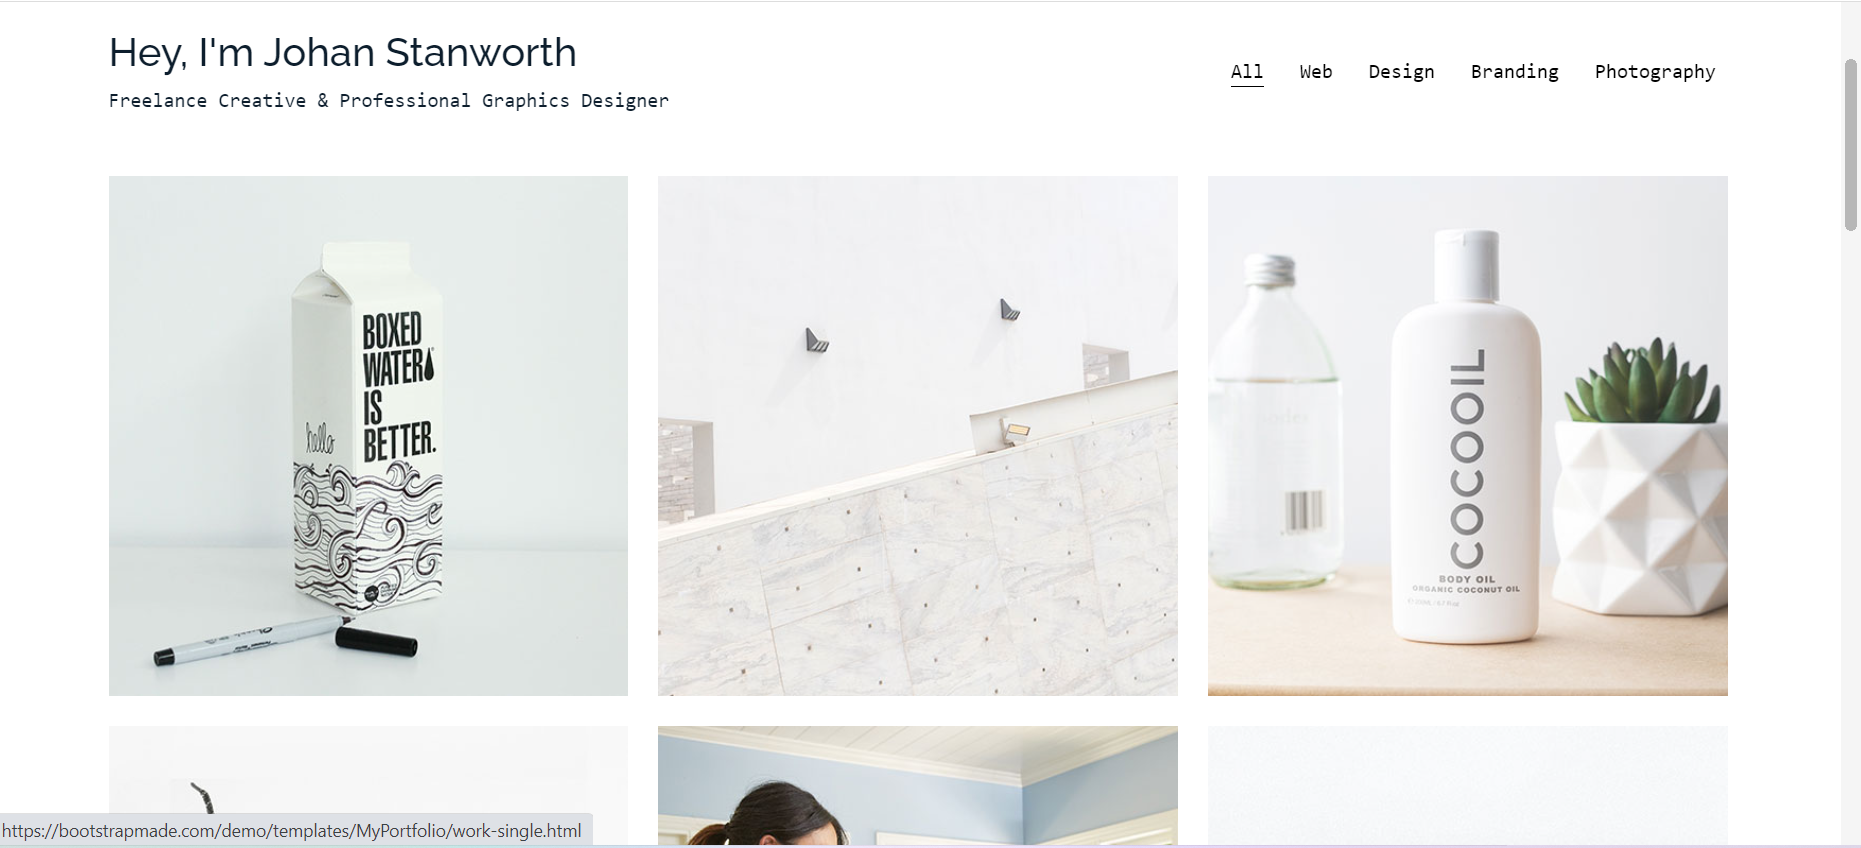 Hey, I'm Johan Stanworth
Freelance Creative & Professional Graphics Designer
All Web Design Branding Photography
BOXED
WATER
IS
BETTER.
hello
COCOOIL
BODY OIL
ORGANIC COCONUT OIL
https://bootstrapmade.com/demo/templates/MyPortfolio/work-single.html